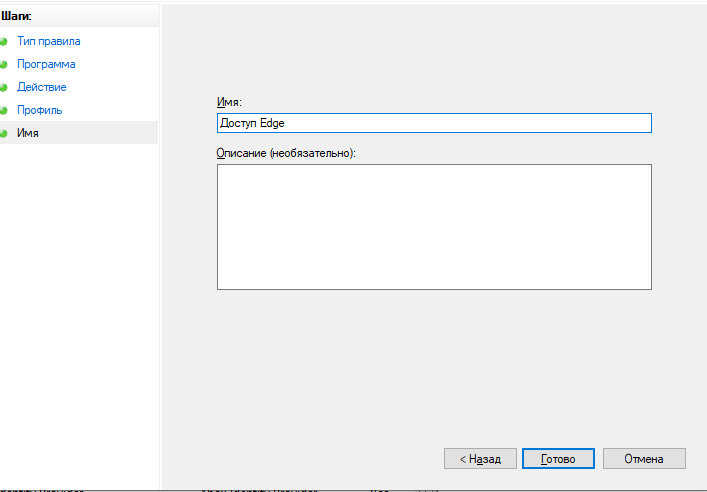 Шаги:
Тип правила
Программа
Действие
Профиль
Имя
Имя:
Доступ Edge
Описание (необязательно):
< Назад
Готово
Отмена